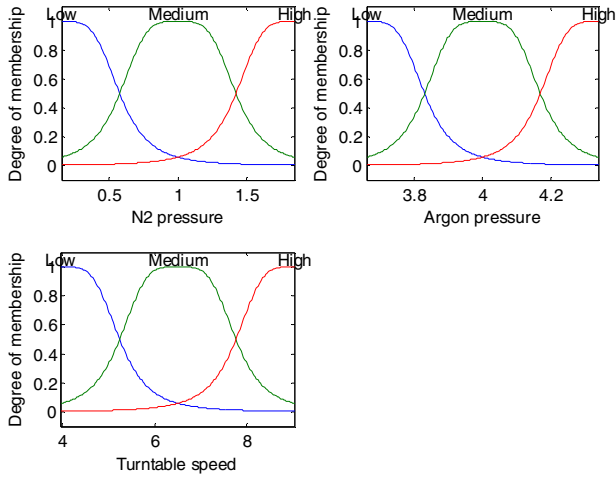 Low Medium High
1
0.8
0.6
0.4
0.2
0
Degree of membership
0.5 1 1.5
N2 pressure
Low Medium High
1
0.8
0.6
0.4
0.2
0
Degree of membership
3.8 4 4.2
Argon pressure
Low Medium High
1
0.8
0.6
0.4
0.2
0
Degree of membership
4 6 8
Turntable speed